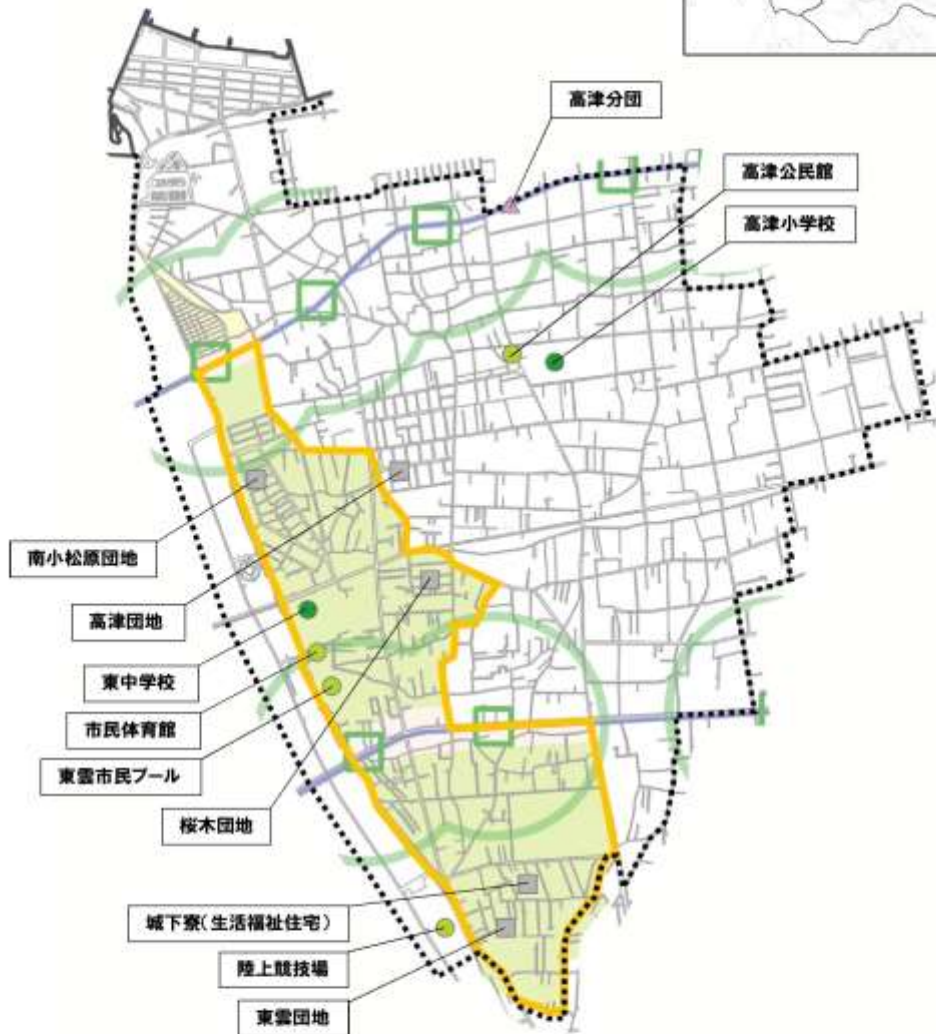 高津分団
高津公民館
高津小学校
南小松原団地
高津団地
東中学校
市民体育館
東雲市民プール
桜木団地
城下寮(生活福祉住宅)
陸上競技場
東雲団地